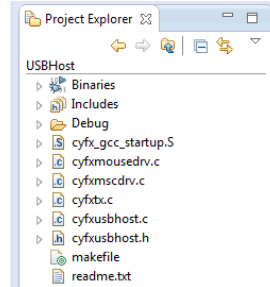 Project Explorer
USBHost
Binaries
Includes
Debug
cyfx_gcc_startup.S
cyfxmousedrv.c
cyfxmscdrv.c
cyfxtx.c
cyfxusbhost.c
cyfxusbhost.h
makefile
readme.txt